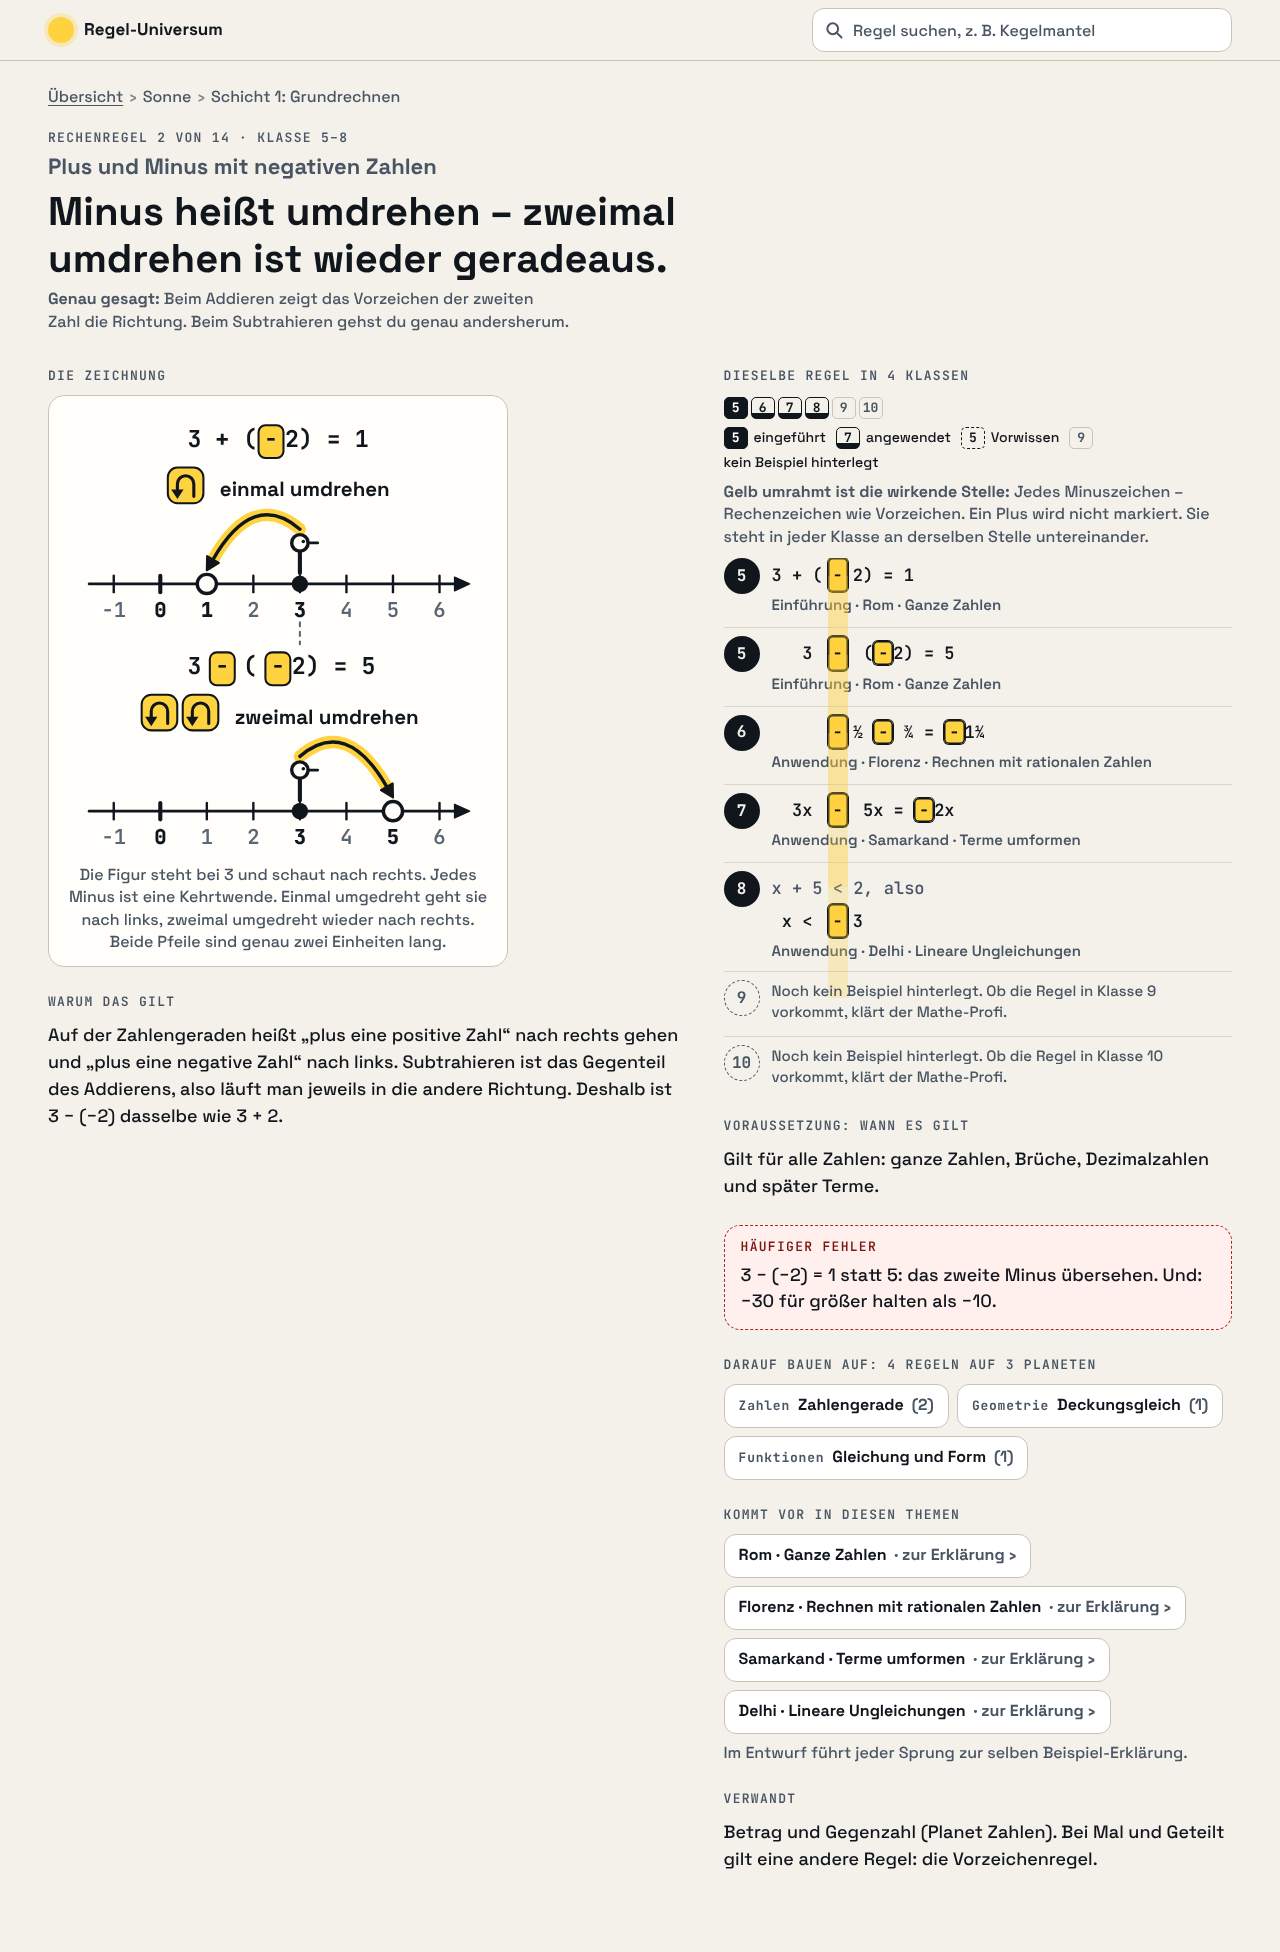 Regel-Universum
Regel suchen, z. B. Kegelmantel
Übersicht > Sonne > Schicht 1: Grundrechnen
RECHENREGEL 2 VON 14 · KLASSE 5–8
Plus und Minus mit negativen Zahlen
Minus heißt umdrehen – zweimal
umdrehen ist wieder geradeaus.
Genau gesagt: Beim Addieren zeigt das Vorzeichen der zweiten
Zahl die Richtung. Beim Subtrahieren gehst du genau andersherum.
DIE ZEICHNUNG
3 + (-2) = 1
einmal umdrehen
-1 0 1 2 3 4 5 6
3 - ( -2) = 5
zweimal umdrehen
-1 0 1 2 3 4 5 6
Die Figur steht bei 3 und schaut nach rechts. Jedes
Minus ist eine Kehrtwende. Einmal umgedreht geht sie
nach links, zweimal umgedreht wieder nach rechts.
Beide Pfeile sind genau zwei Einheiten lang.
WARUM DAS GILT
Auf der Zahlengeraden heißt „plus eine positive Zahl“ nach rechts gehen
und „plus eine negative Zahl“ nach links. Subtrahieren ist das Gegenteil
des Addierens, also läuft man jeweils in die andere Richtung. Deshalb ist
3 − (−2) dasselbe wie 3 + 2.
DIESELBE REGEL IN 4 KLASSEN
5 6 7 8 9 10
5 eingeführt 7 angewendet 5 Vorwissen 9
kein Beispiel hinterlegt
Gelb umrahmt ist die wirkende Stelle: Jedes Minuszeichen –
Rechenzeichen wie Vorzeichen. Ein Plus wird nicht markiert. Sie
steht in jeder Klasse an derselben Stelle untereinander.
5 3 + ( - 2) = 1
Einführung · Rom · Ganze Zahlen
5 3 - (-2) = 5
Einführung · Rom · Ganze Zahlen
6 - ½ - ¾ = -1¼
Anwendung · Florenz · Rechnen mit rationalen Zahlen
7 3x - 5x = -2x
Anwendung · Samarkand · Terme umformen
8 x + 5 < 2, also
x < - 3
Anwendung · Delhi · Lineare Ungleichungen
9 Noch kein Beispiel hinterlegt. Ob die Regel in Klasse 9
vorkommt, klärt der Mathe-Profi.
10 Noch kein Beispiel hinterlegt. Ob die Regel in Klasse 10
vorkommt, klärt der Mathe-Profi.
VORAUSSETZUNG: WANN ES GILT
Gilt für alle Zahlen: ganze Zahlen, Brüche, Dezimalzahlen
und später Terme.
HÄUFIGER FEHLER
3 − (−2) = 1 statt 5: das zweite Minus übersehen. Und:
−30 für größer halten als −10.
DARAUF BAUEN AUF: 4 REGELN AUF 3 PLANETEN
Zahlen Zahlengerade (2)
Geometrie Deckungsgleich (1)
Funktionen Gleichung und Form (1)
KOMMT VOR IN DIESEN THEMEN
Rom · Ganze Zahlen · zur Erklärung >
Florenz · Rechnen mit rationalen Zahlen · zur Erklärung >
Samarkand · Terme umformen · zur Erklärung >
Delhi · Lineare Ungleichungen · zur Erklärung >
Im Entwurf führt jeder Sprung zur selben Beispiel-Erklärung.
VERWANDT
Betrag und Gegenzahl (Planet Zahlen). Bei Mal und Geteilt
gilt eine andere Regel: die Vorzeichenregel.